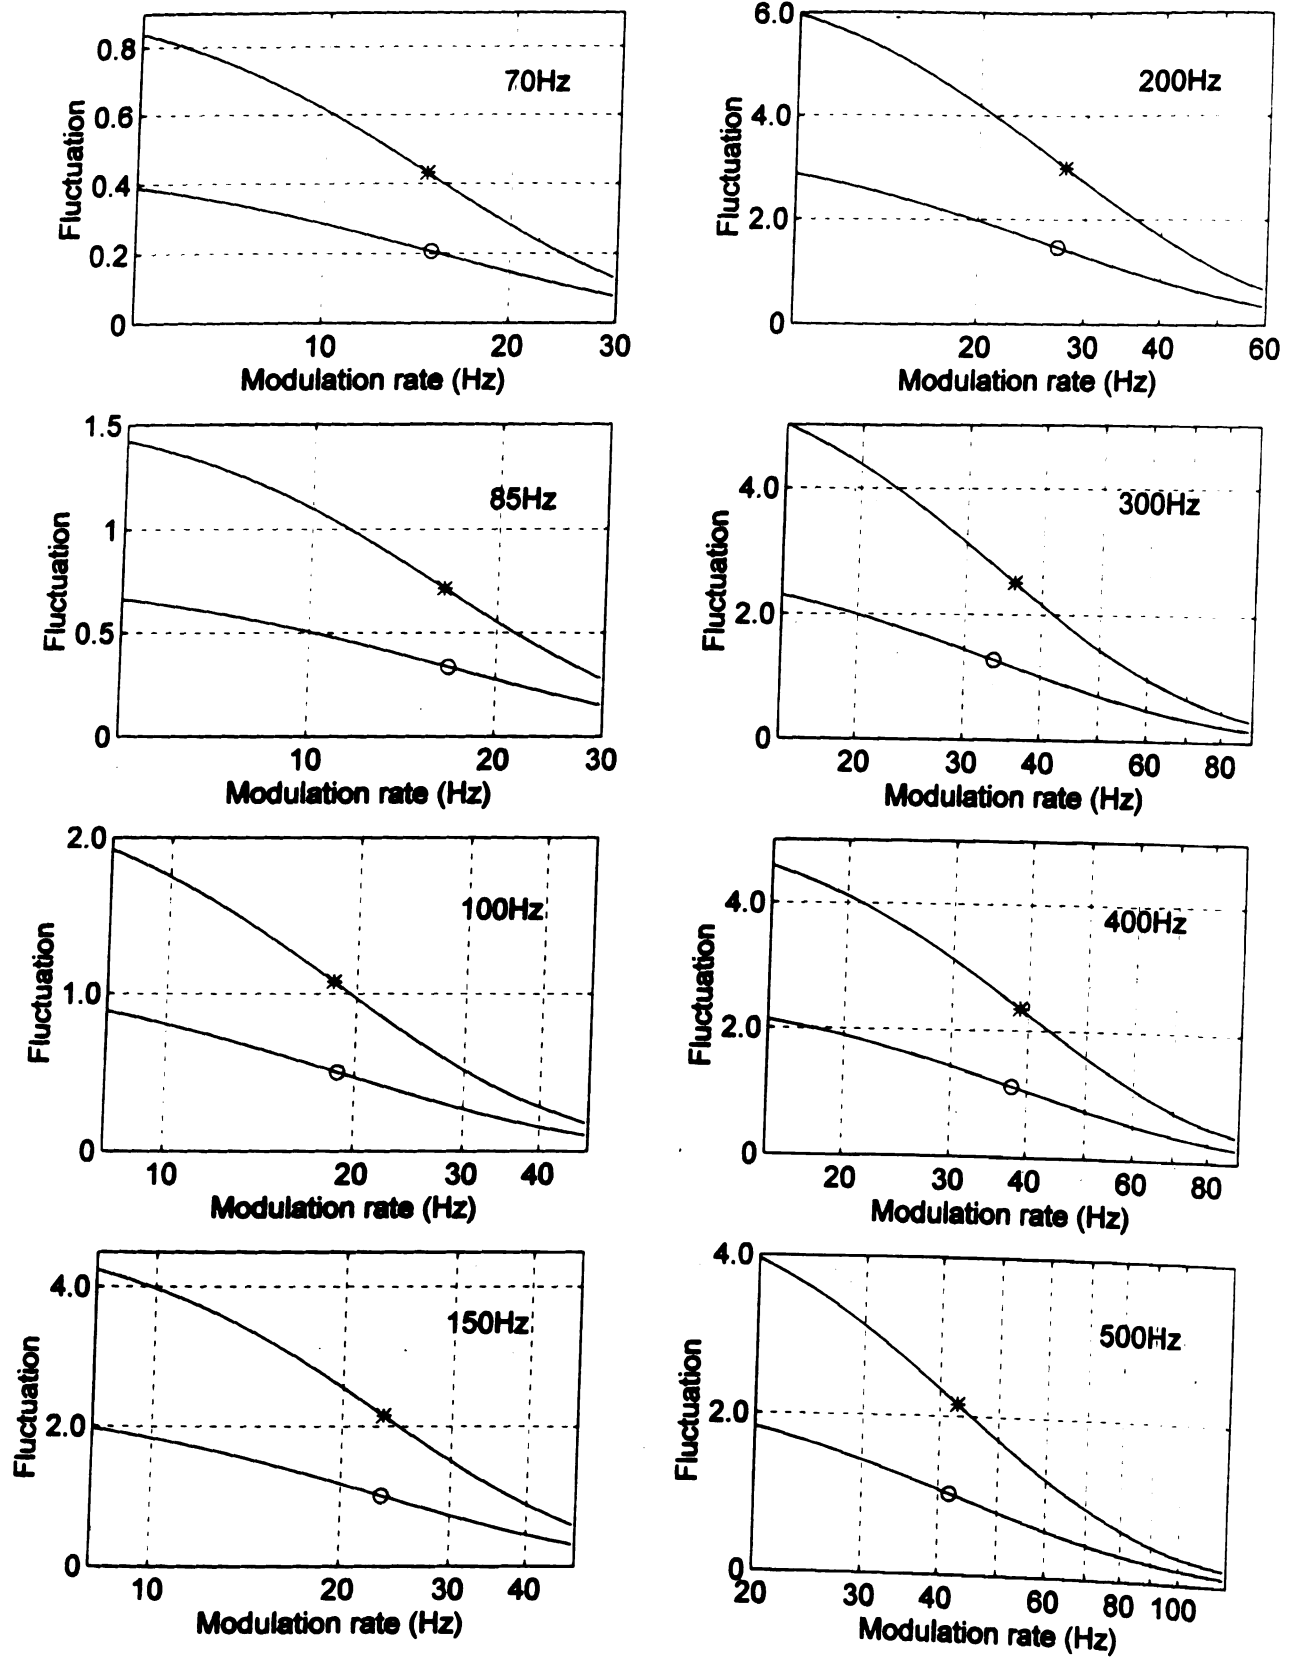 0.8
0.6
0.4
0.2
0
Fluctuation
70Hz
10 20 30
Modulation rate (Hz)
6.0
4.0
2.0
0
Fluctuation
200Hz
20 30 40 60
Modulation rate (Hz)
1.5
1
0.5
0
Fluctuation
85Hz
10 20 30
Modulation rate (Hz)
4.0
2.0
0
Fluctuation
300Hz
20 30 40 60 80
Modulation rate (Hz)
2.0
1.0
0
Fluctuation
100Hz
10 20 30 40
Modulation rate (Hz)
4.0
2.0
0
Fluctuation
400Hz
20 30 40 60 80
Modulation rate (Hz)
4.0
2.0
0
Fluctuation
150Hz
10 20 30 40
Modulation rate (Hz)
4.0
2.0
0
Fluctuation
500Hz
20 30 40 60 80 100
Modulation rate (Hz)